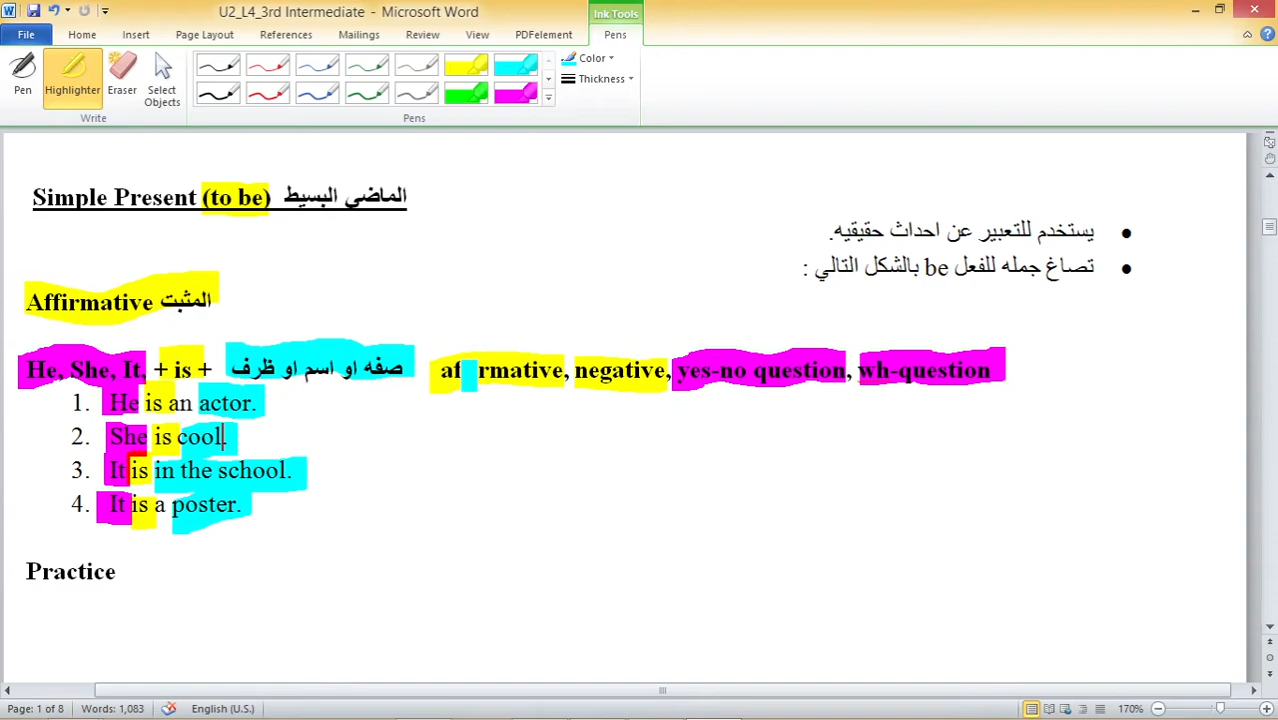 U2_L4_3rd Intermediate - Microsoft Word
Ink Tools
File Home Insert Page Layout References Mailings Review View PDFelement Pens
Pen Highlighter Eraser Select Objects
Color
Thickness
Write
Pens
Simple Present (to be) الماضي البسيط
يستخدم للتعبير عن احداث حقيقيه.
تصاغ جمله للفعل be بالشكل التالي :
Affirmative المثبت
He, She, It, + is + صفه او اسم او ظرف affirmative, negative, yes-no question, wh-question
1. He is an actor.
2. She is cool.
3. It is in the school.
4. It is a poster.
Practice
Page: 1 of 8 Words: 1,083 English (U.S.) 170%